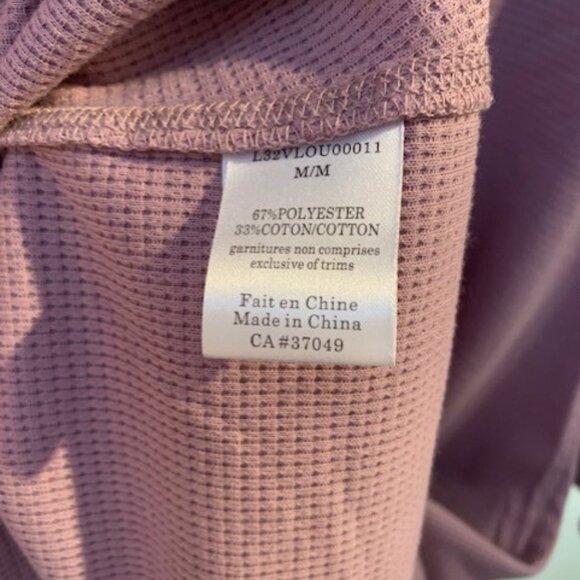 L32VLOU00011
M/M
67%POLYESTER
33%COTON/COTTON
garnitures non comprises
exclusive of trims
Fait en Chine
Made in China
CA#37049